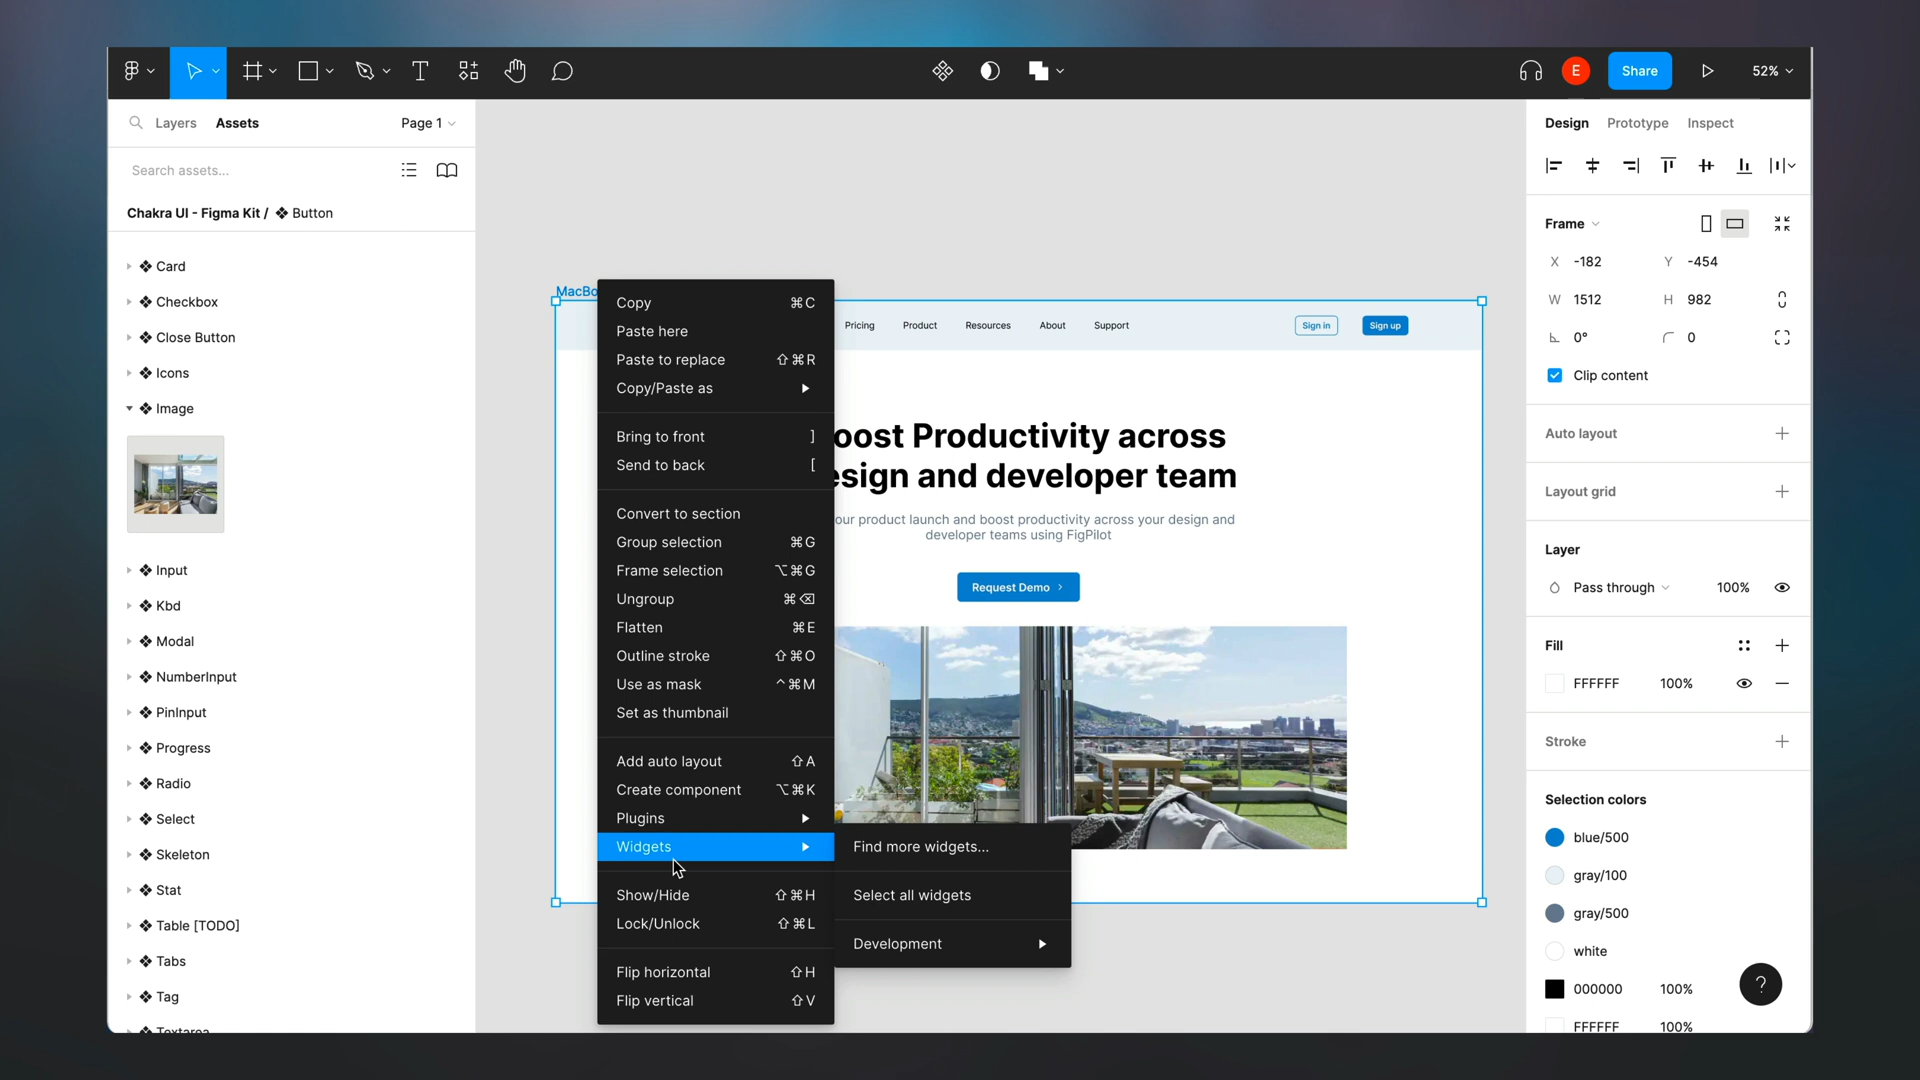 E
Share
52%
Layers
Assets
Page 1
Search assets...
Chakra UI - Figma Kit / Button
Card
Checkbox
Close Button
Icons
Image
Input
Kbd
Modal
NumberInput
PinInput
Progress
Radio
Select
Skeleton
Stat
Table [TODO]
Tabs
Tag
Textarea
MacBo
Pricing
Product
Resources
About
Support
Sign in
Sign up
oost Productivity across
esign and developer team
our product launch and boost productivity across your design and
developer teams using FigPilot
Request Demo
Copy ⌘C
Paste here
Paste to replace ⇧⌘R
Copy/Paste as
Bring to front ]
Send to back [
Convert to section
Group selection ⌘G
Frame selection ⌥⌘G
Ungroup ⌘⌫
Flatten ⌘E
Outline stroke ⇧⌘O
Use as mask ^⌘M
Set as thumbnail
Add auto layout ⇧A
Create component ⌥⌘K
Plugins
Widgets
Show/Hide ⇧⌘H
Lock/Unlock ⇧⌘L
Flip horizontal ⇧H
Flip vertical ⇧V
Find more widgets...
Select all widgets
Development
Design
Prototype
Inspect
Frame
X -182
Y -454
W 1512
H 982
0°
0
Clip content
Auto layout
Layout grid
Layer
Pass through
100%
Fill
FFFFFF 100%
Stroke
Selection colors
blue/500
gray/100
gray/500
white
000000 100%
FFFFFF 100%
?